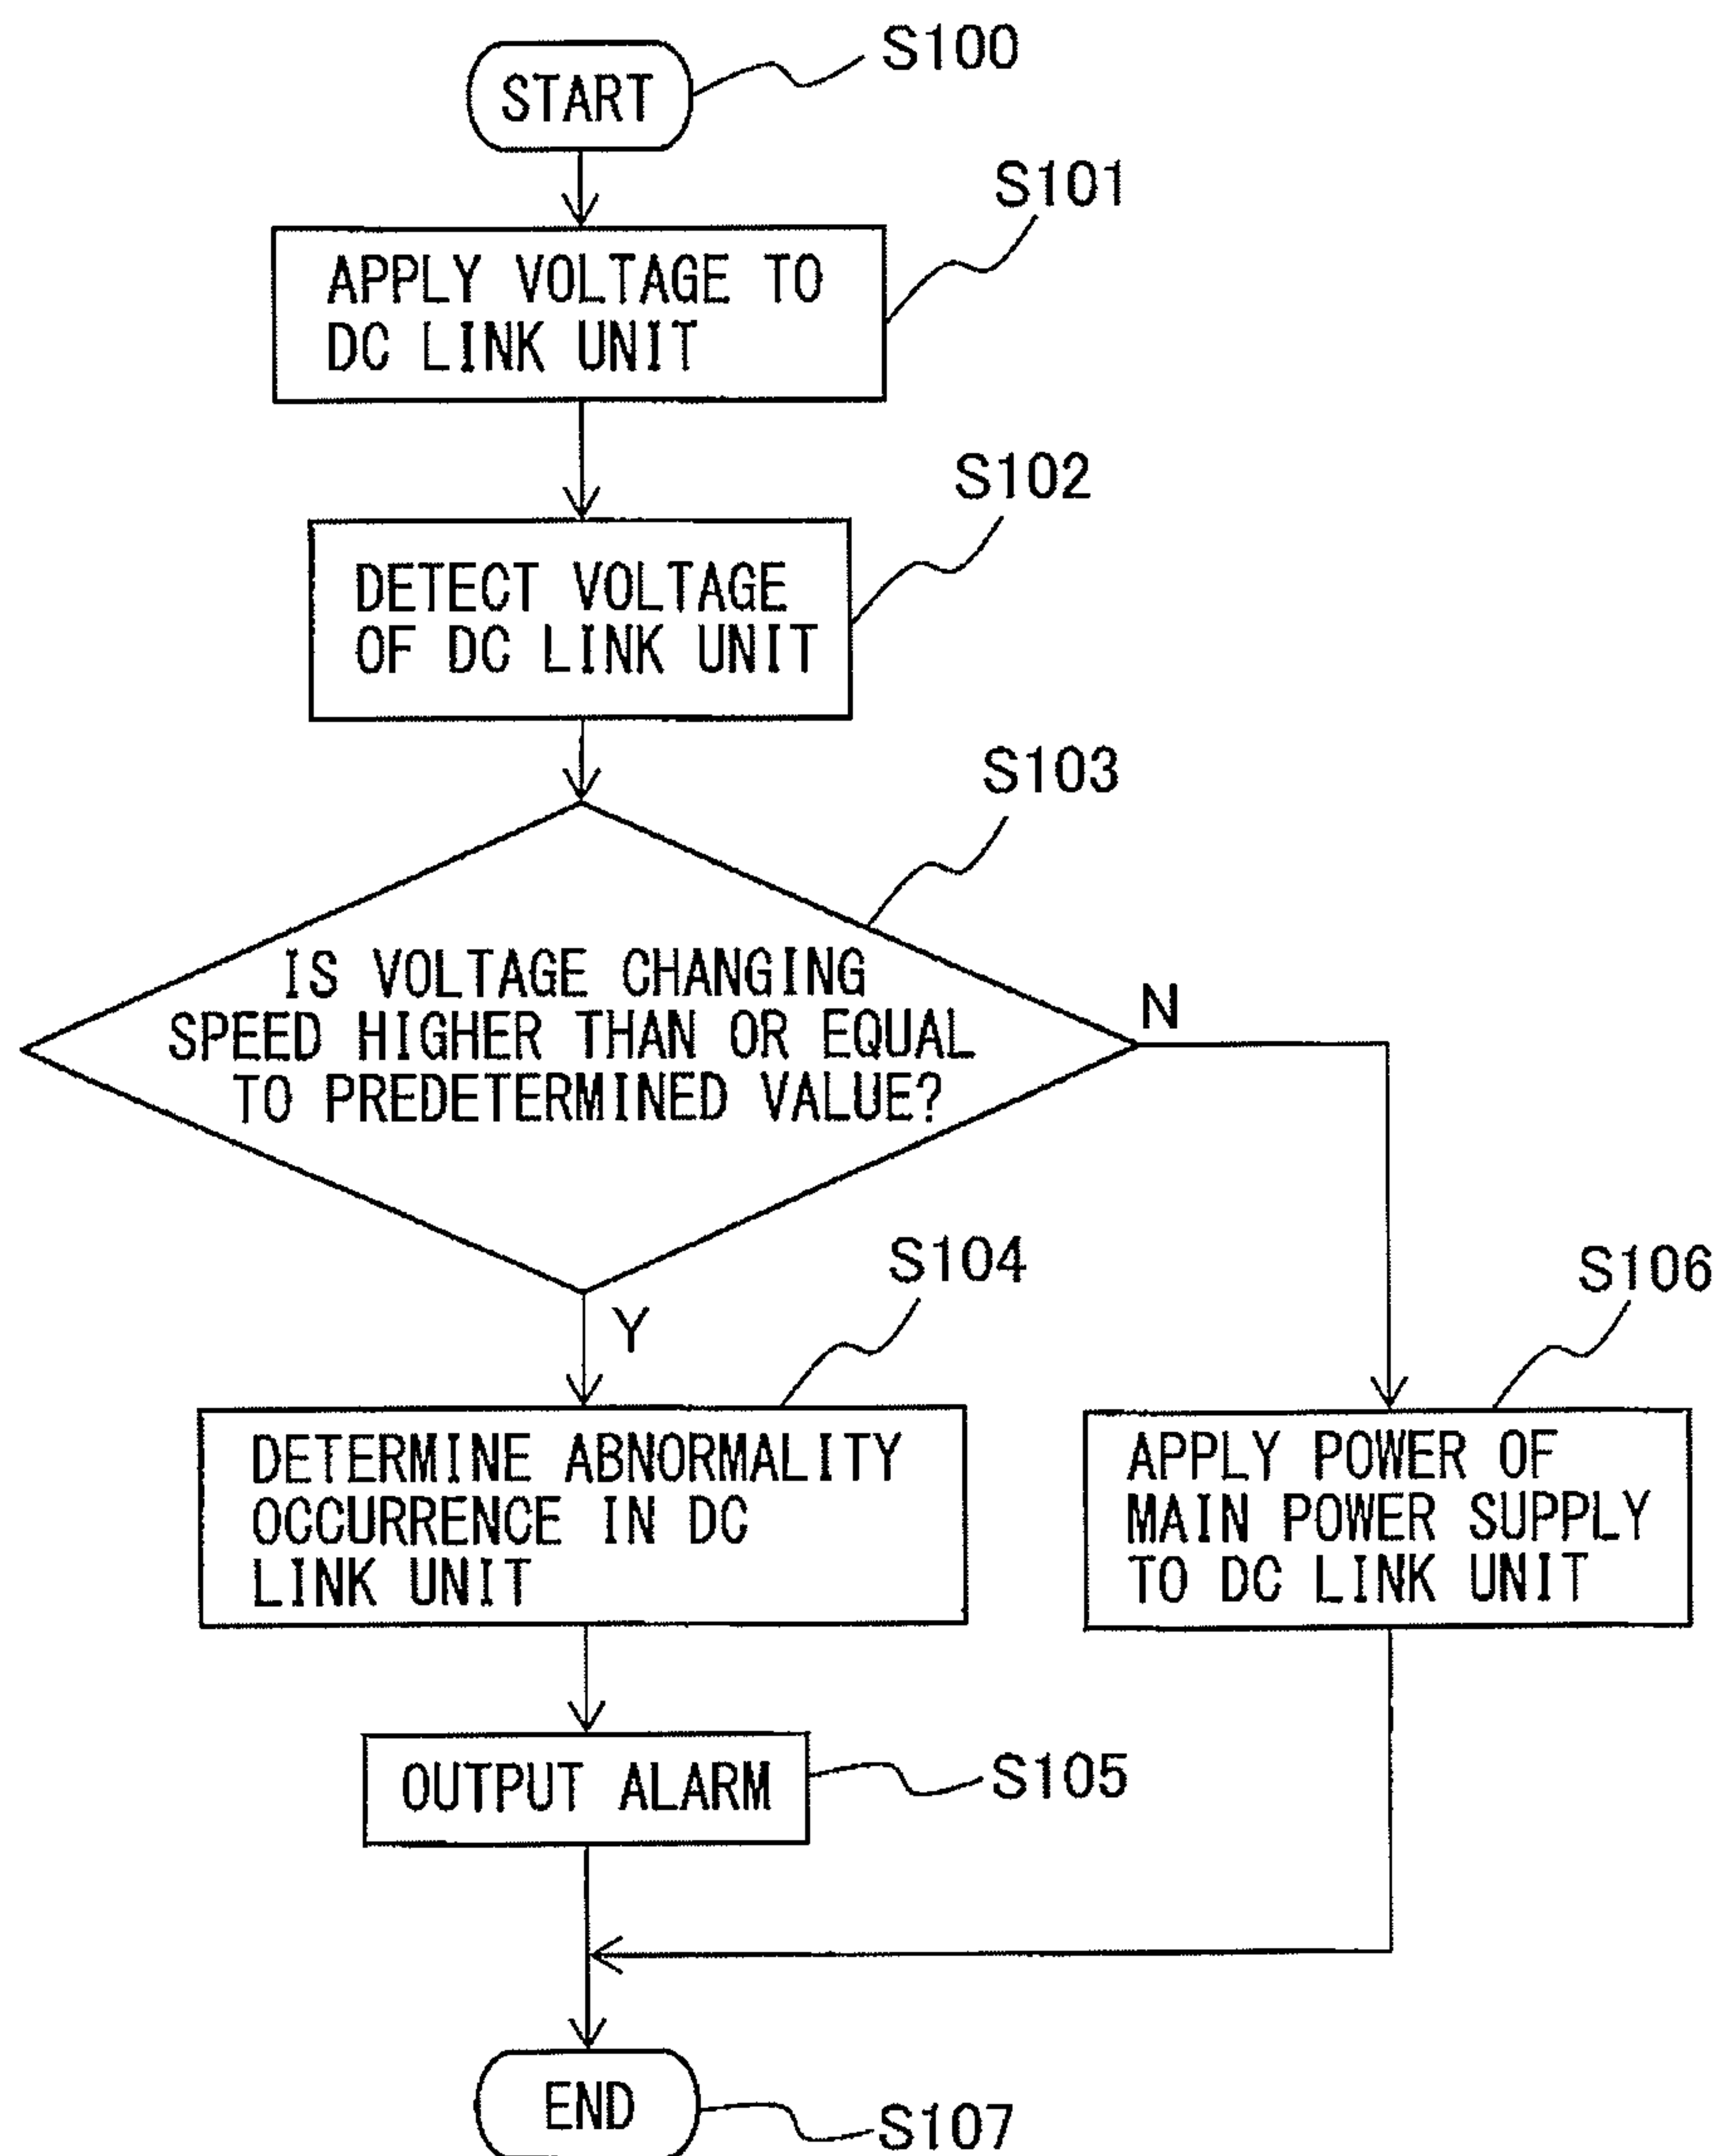 START
S100
S101
APPLY VOLTAGE TO
DC LINK UNIT
S102
DETECT VOLTAGE
OF DC LINK UNIT
S103
IS VOLTAGE CHANGING
SPEED HIGHER THAN OR EQUAL
TO PREDETERMINED VALUE?
N
Y
S104
DETERMINE ABNORMALITY
OCCURRENCE IN DC
LINK UNIT
S106
APPLY POWER OF
MAIN POWER SUPPLY
TO DC LINK UNIT
OUTPUT ALARM
S105
END
S107